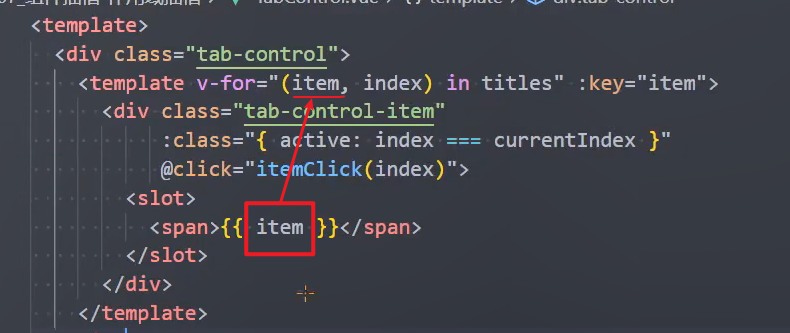 TabControl.vue > {} template > div.tab-control
<template>
<div class="tab-control">
<template v-for="(item, index) in titles" :key="item">
<div class="tab-control-item"
:class="{ active: index === currentIndex }"
@click="itemClick(index)">
<slot>
<span>{{ item }}</span>
</slot>
</div>
</template>